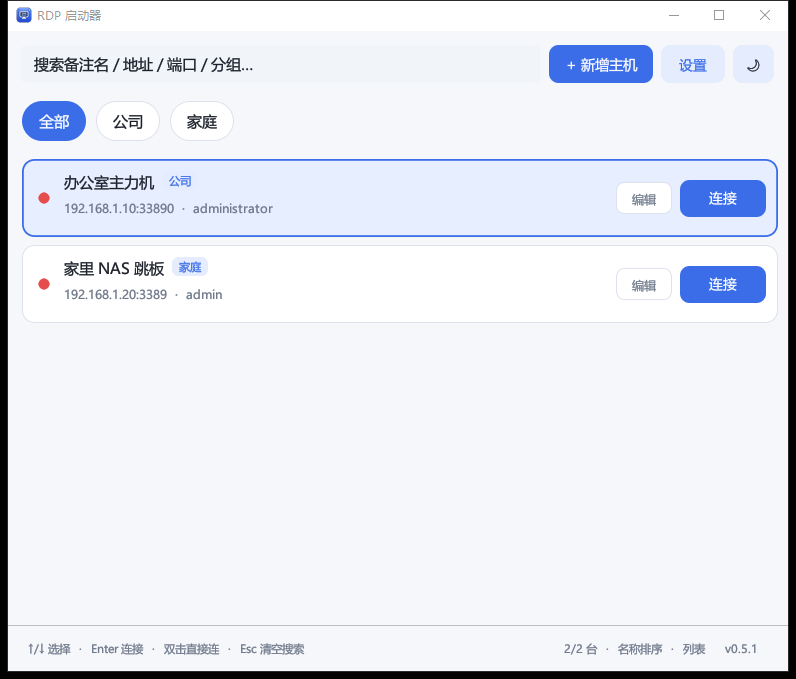 RDP 启动器
搜索备注名 / 地址 / 端口 / 分组... + 新增主机 设置
全部 公司 家庭
办公室主力机 公司
192.168.1.10:33890 · administrator
编辑 连接
家里 NAS 跳板 家庭
192.168.1.20:3389 · admin
编辑 连接
↑/↓ 选择 · Enter 连接 · 双击直接连 · Esc 清空搜索 2/2 台 · 名称排序 · 列表 v0.5.1